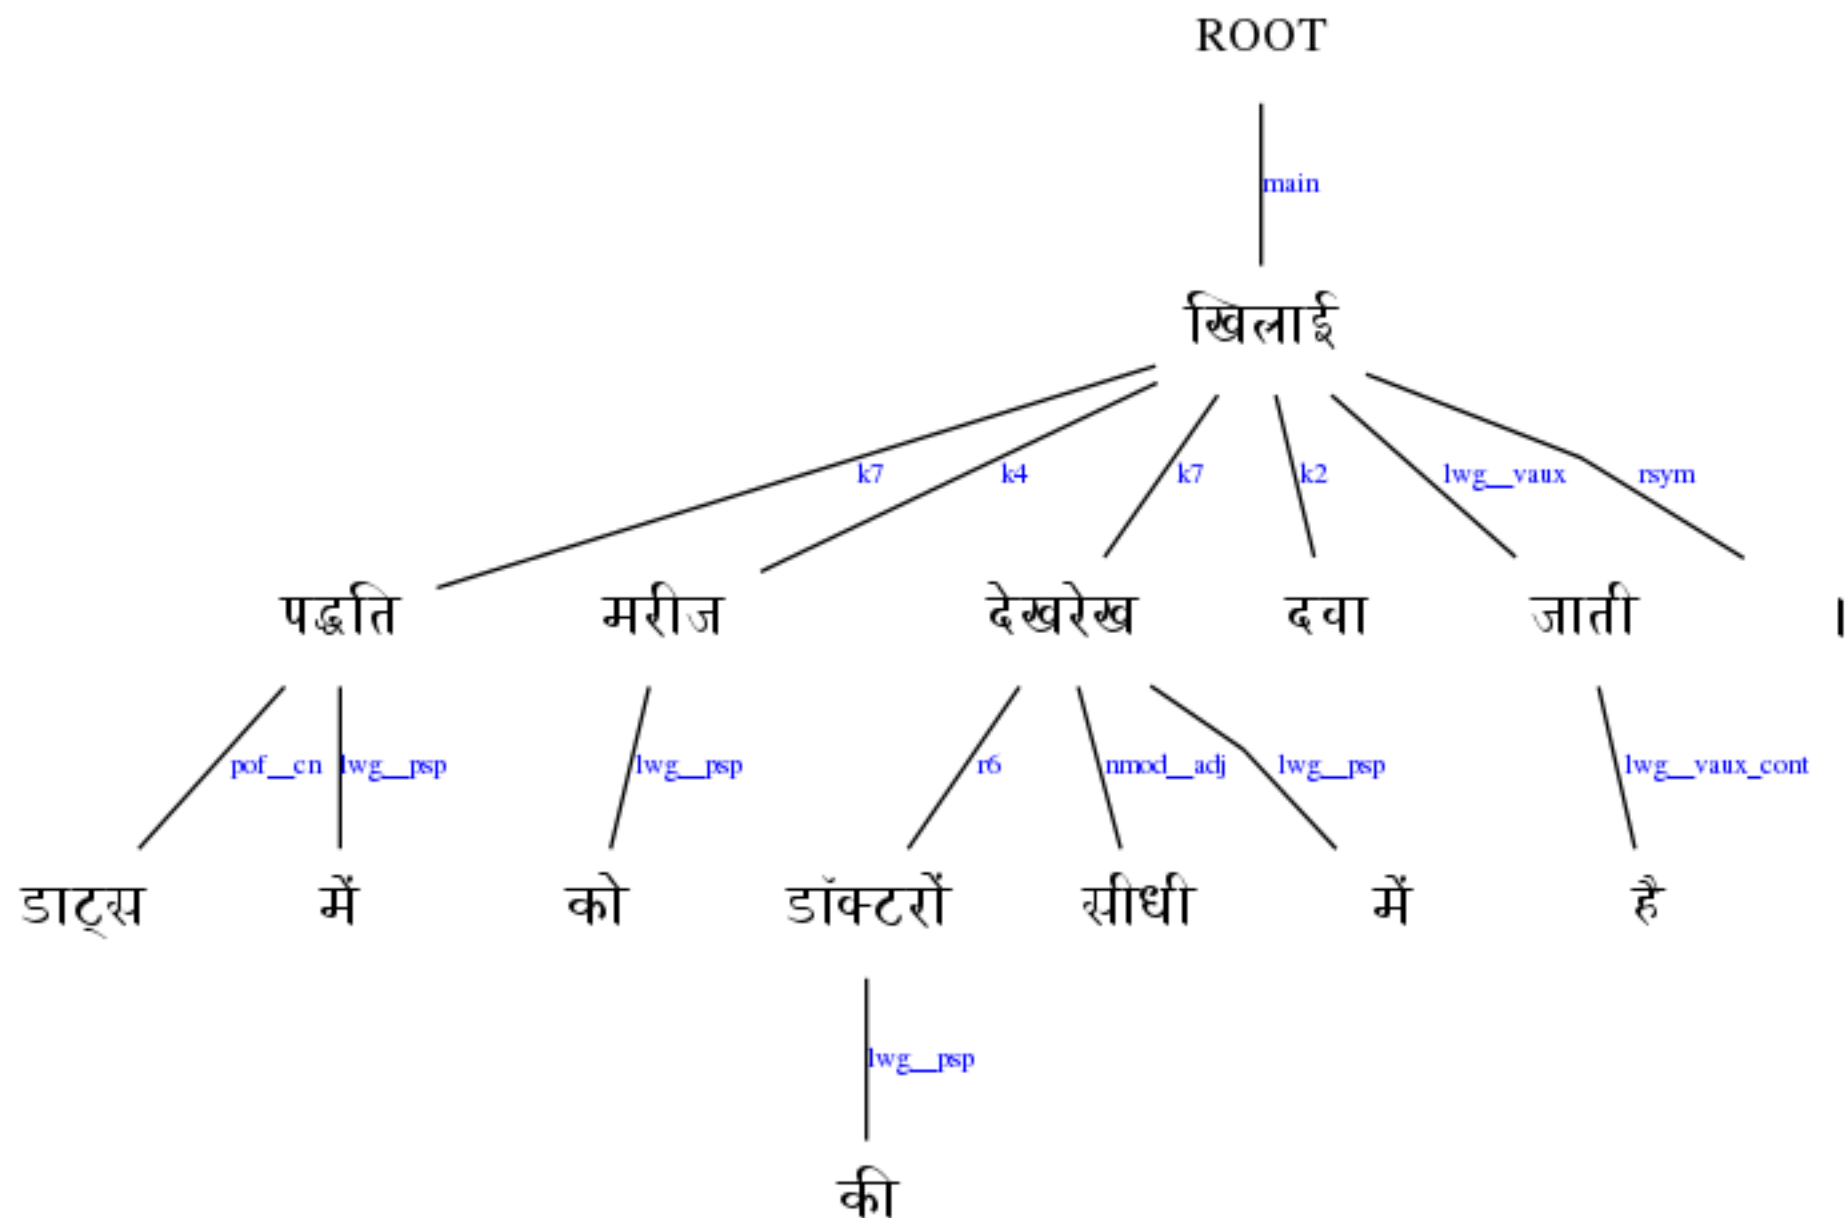 ROOT
main
खिलाई
k7 k4 k7 k2 lwg__vaux rsym
पद्धति मरीज देखरेख दवा जाती ।
pof__cn lwg__psp lwg__psp r6 nmod__adj lwg__psp lwg__vaux_cont
डाट्स में को डॉक्टरों सीधी में है
lwg__psp
की